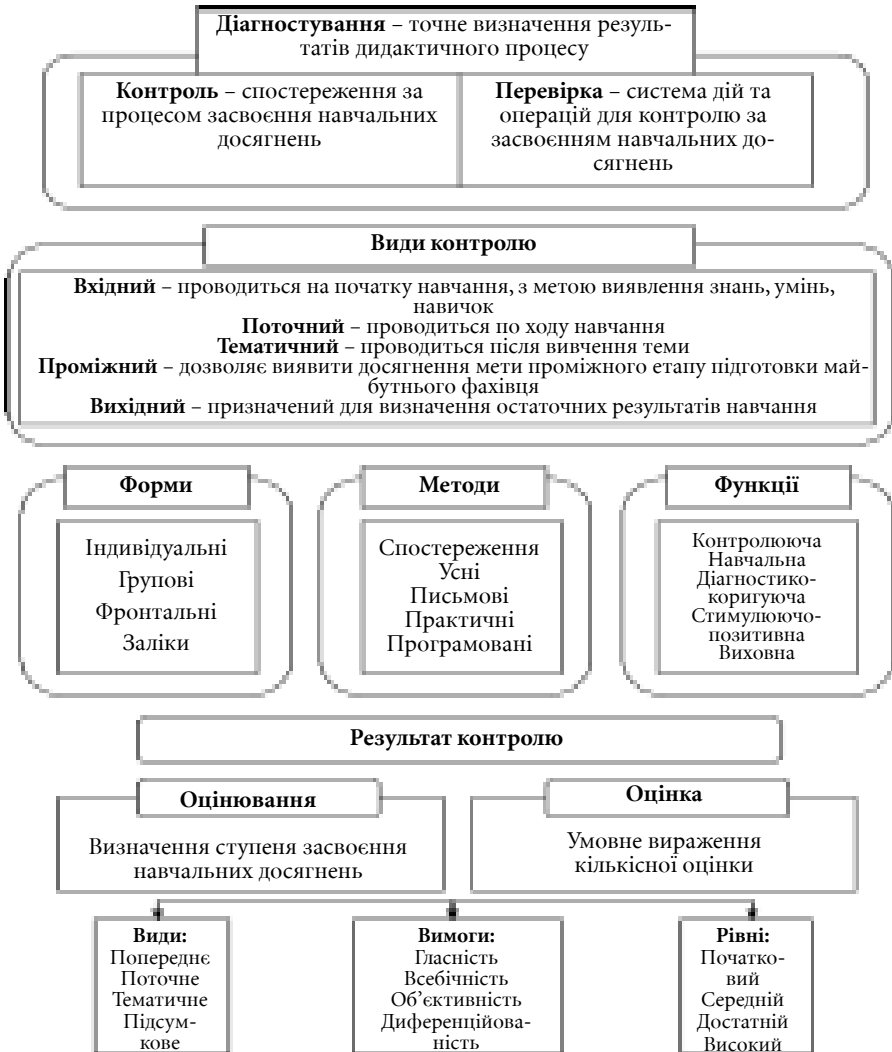 Діагностування – точне визначення резуль-
татів дидактичного процесу
Контроль – спостереження за
процесом засвоєння навчальних
досягнень
Перевірка – система дій та
операцій для контролю за
засвоєнням навчальних до-
сягнень
Види контролю
Вхідний – проводиться на початку навчання, з метою виявлення знань, умінь,
навичок
Поточний – проводиться по ходу навчання
Тематичний – проводиться після вивчення теми
Проміжний – дозволяє виявити досягнення мети проміжного етапу підготовки май-
бутнього фахівця
Вихідний – призначений для визначення остаточних результатів навчання
Форми
Індивідуальні
Групові
Фронтальні
Заліки
Методи
Спостереження
Усні
Письмові
Практичні
Програмовані
Функції
Контролююча
Навчальна
Діагностико-
коригуюча
Стимулюючо-
позитивна
Виховна
Результат контролю
Оцінювання
Визначення ступеня засвоєння
навчальних досягнень
Оцінка
Умовне вираження
кількісної оцінки
Види:
Попереднє
Поточне
Тематичне
Підсум-
кове
Вимоги:
Гласність
Всебічність
Об’єктивність
Диференційова-
ність
Рівні:
Початко-
вий
Середній
Достатній
Високий